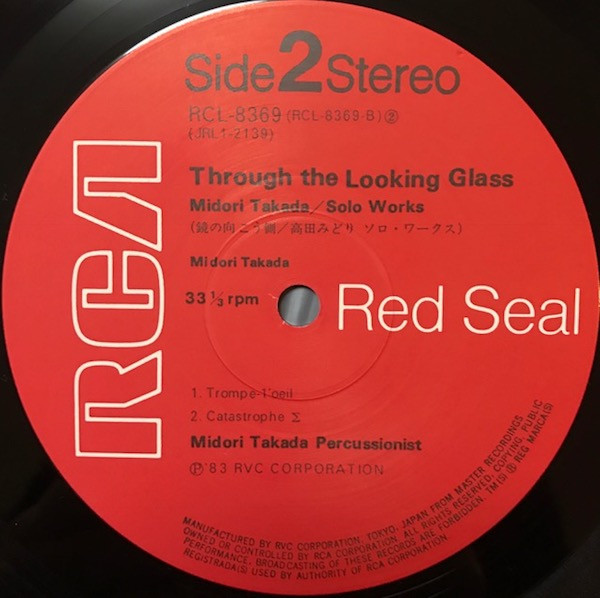 Side 2 Stereo
RCL-8369 (RCL-8369-B) ②
(JRL1-2139)
Through the Looking Glass
Midori Takada/Solo Works
(鏡の向こう側/高田みどり ソロ・ワークス)
Midori Takada
33 1/3 rpm
RCA
Red Seal
1. Trompe-l'oeil
2. Catastrophe Σ
Midori Takada Percussionist
Ⓟ'83 RVC CORPORATION
MANUFACTURED BY RVC CORPORATION, TOKYO, JAPAN, FROM MASTER RECORDINGS
OWNED OR CONTROLLED BY RCA CORPORATION. ALL RIGHTS RESERVED, COPYING, PUBLIC
PERFORMANCE, BROADCASTING OF THESE RECORDS ARE FORBIDDEN. TM(S) ® REG MARCA(S)
REGISTRADA(S) USED BY AUTHORITY OF RCA CORPORATION